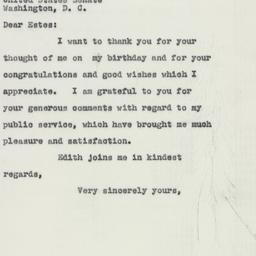 United States Senate
Washington, D. C.
Dear Estes:
I want to thank you for your
thought of me on my birthday and for your
congratulations and good wishes which I
appreciate. I am grateful to you for
your generous comments with regard to my
public service, which have brought me much
pleasure and satisfaction.
Edith joins me in kindest
regards,
Very sincerely yours,